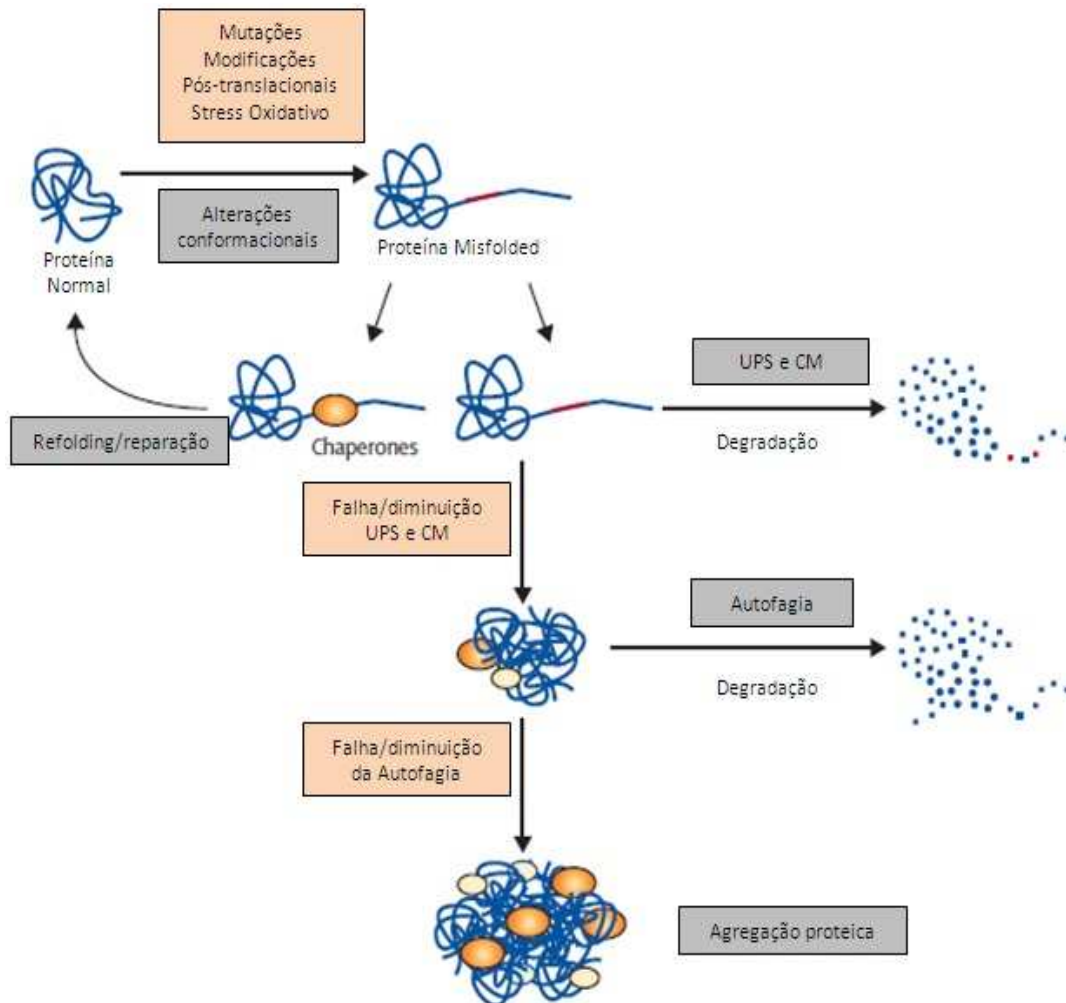 Mutações
Modificações
Pós-translacionais
Stress Oxidativo
Alterações
conformacionais
Proteína
Normal
Proteína Misfolded
UPS e CM
Degradação
Refolding/reparação
Chaperones
Falha/diminuição
UPS e CM
Autofagia
Degradação
Falha/diminuição
da Autofagia
Agregação proteica